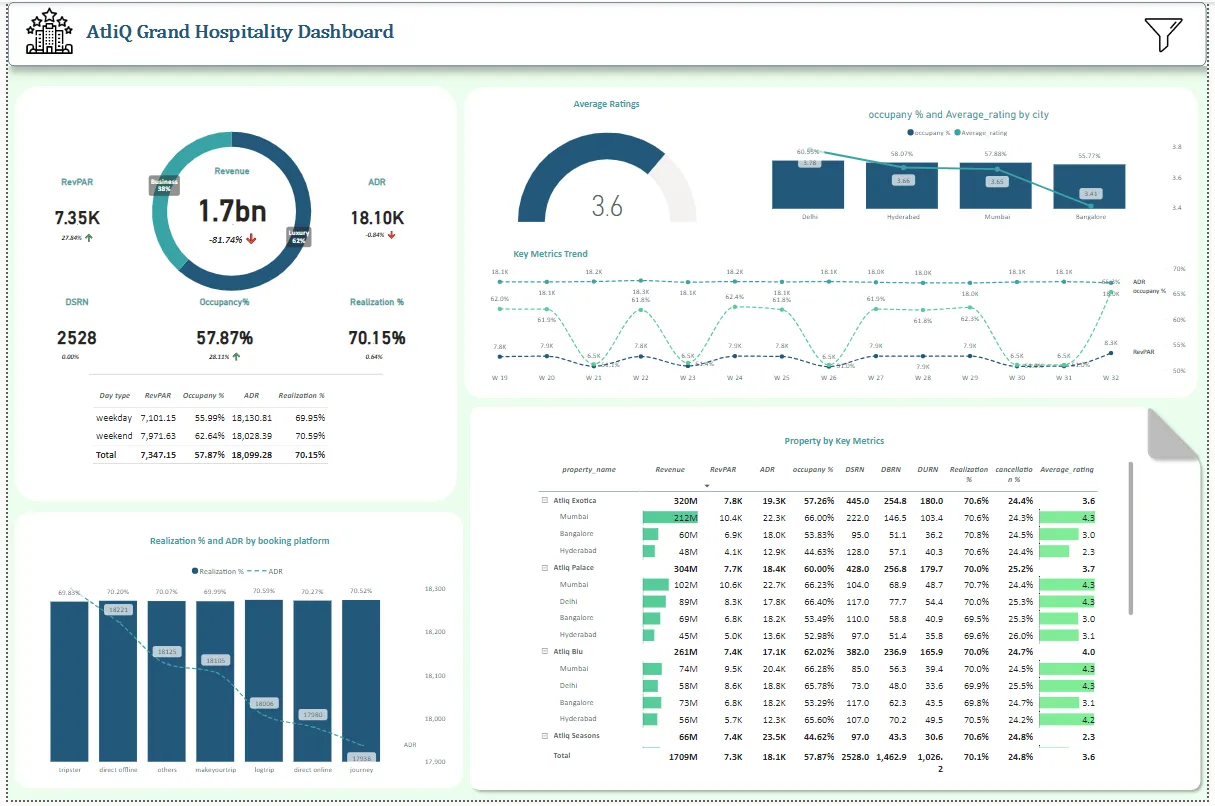 AtliQ Grand Hospitality Dashboard
RevPAR
7.35K
27.84%
Business
38%
Revenue
1.7bn
-81.74%
Luxury
62%
ADR
18.10K
-0.84%
DSRN
2528
0.00%
Occupancy%
57.87%
28.11%
Realization %
70.15%
0.64%
Day type RevPAR Occupancy % ADR Realization %
weekday 7,101.15 55.99% 18,130.81 69.95%
weekend 7,971.63 62.64% 18,028.39 70.59%
Total 7,347.15 57.87% 18,099.28 70.15%
Average Ratings
3.6
occupany % and Average_rating by city
occupany % Average_rating
60.55% 58.07% 57.88% 55.77%
3.78 3.66 3.65 3.41
3.8
3.6
3.4
Delhi Hyderabad Mumbai Bangalore
Key Metrics Trend
18.1K 18.2K 18.2K 18.1K 18.0K 18.0K 18.1K 18.1K
18.1K 18.3K 18.1K 18.1K 18.0K 18.0K
62.0% 61.9% 61.8% 62.4% 61.8% 61.9% 61.8% 62.3%
7.8K 7.9K 6.5K 7.8K 6.5K 7.9K 7.8K 6.5K 7.9K 7.9K 7.9K 6.5K 6.5K 8.3K
70%
65%
60%
55%
50%
ADR
occupany %
RevPAR
W 19 W 20 W 21 W 22 W 23 W 24 W 25 W 26 W 27 W 28 W 29 W 30 W 31 W 32
Realization % and ADR by booking platform
Realization % ADR
69.83% 70.20% 70.07% 69.99% 70.59% 70.27% 70.52%
18221 18125 18105 18006 17980 17936
18,300
18,200
18,100
18,000
17,900
ADR
tripster direct offline others makeyourtrip logtrip direct online journey
Property by Key Metrics
property_name Revenue RevPAR ADR occupany % DSRN DBRN DURN Realization % cancellatio n % Average_rating
Atliq Exotica 320M 7.8K 19.3K 57.26% 445.0 254.8 180.0 70.6% 24.4% 3.6
Mumbai 212M 10.4K 22.3K 66.00% 222.0 146.5 103.4 70.6% 24.3% 4.3
Bangalore 60M 6.9K 18.0K 53.83% 95.0 51.1 36.2 70.8% 24.5% 3.0
Hyderabad 48M 4.1K 12.9K 44.63% 128.0 57.1 40.3 70.6% 24.4% 2.3
Atliq Palace 304M 7.7K 18.4K 60.00% 428.0 256.8 179.7 70.0% 25.2% 3.7
Mumbai 102M 10.6K 22.7K 66.23% 104.0 68.9 48.7 70.7% 24.4% 4.3
Delhi 89M 8.3K 17.8K 66.40% 117.0 77.7 54.4 70.0% 25.3% 4.3
Bangalore 69M 6.8K 18.2K 53.49% 110.0 58.8 40.9 69.5% 25.3% 3.0
Hyderabad 45M 5.0K 13.6K 52.98% 97.0 51.4 35.8 69.6% 26.0% 3.1
Atliq Blu 261M 7.4K 17.1K 62.02% 382.0 236.9 165.9 70.0% 24.7% 4.0
Mumbai 74M 9.5K 20.4K 66.28% 85.0 56.3 39.4 70.0% 24.5% 4.3
Delhi 58M 8.6K 18.8K 65.78% 73.0 48.0 33.6 69.9% 25.5% 4.3
Bangalore 73M 6.8K 18.2K 53.29% 117.0 62.3 43.5 69.8% 24.7% 3.1
Hyderabad 56M 5.7K 12.3K 65.60% 107.0 70.2 49.5 70.5% 24.2% 4.2
Atliq Seasons 66M 7.4K 23.5K 44.62% 97.0 43.3 30.6 70.6% 24.8% 2.3
Total 1709M 7.3K 18.1K 57.87% 2528.0 1,462.9 1,026.2 70.1% 24.8% 3.6